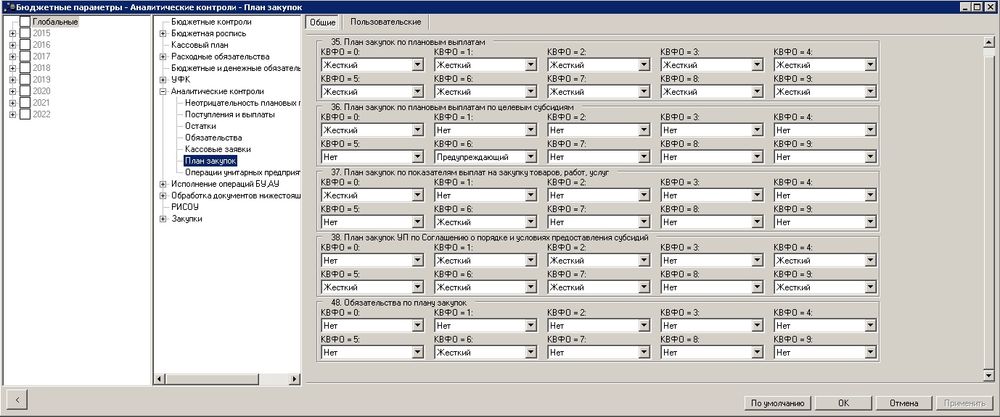 Бюджетные параметры - Аналитические контроли - План закупок
Глобальные
2015
2016
2017
2018
2019
2020
2021
2022
Бюджетные контроли
Бюджетная роспись
Кассовый план
Расходные обязательства
Бюджетные и денежные обязатель
УФК
Аналитические контроли
Неотрицательность плановых г
Поступления и выплаты
Остатки
Обязательства
Кассовые заявки
План закупок
Операции унитарных предприят
Исполнение операций БУ,АУ
Обработка документов нижестоящ
РИСОУ
Закупки
Общие Пользовательские
35. План закупок по плановым выплатам
КВФО = 0: КВФО = 1: КВФО = 2: КВФО = 3: КВФО = 4:
Жесткий Жесткий Жесткий Жесткий Жесткий
КВФО = 5: КВФО = 6: КВФО = 7: КВФО = 8: КВФО = 9:
Жесткий Жесткий Жесткий Жесткий Жесткий
36. План закупок по плановым выплатам по целевым субсидиям
КВФО = 0: КВФО = 1: КВФО = 2: КВФО = 3: КВФО = 4:
Жесткий Нет Нет Нет Нет
КВФО = 5: КВФО = 6: КВФО = 7: КВФО = 8: КВФО = 9:
Нет Предупреждающий Нет Нет Нет
37. План закупок по показателям выплат на закупку товаров, работ, услуг
КВФО = 0: КВФО = 1: КВФО = 2: КВФО = 3: КВФО = 4:
Жесткий Нет Нет Нет Нет
КВФО = 5: КВФО = 6: КВФО = 7: КВФО = 8: КВФО = 9:
Нет Жесткий Нет Нет Нет
38. План закупок УП по Соглашению о порядке и условиях предоставления субсидий
КВФО = 0: КВФО = 1: КВФО = 2: КВФО = 3: КВФО = 4:
Нет Жесткий Жесткий Нет Жесткий
КВФО = 5: КВФО = 6: КВФО = 7: КВФО = 8: КВФО = 9:
Жесткий Жесткий Жесткий Нет Жесткий
48. Обязательства по плану закупок
КВФО = 0: КВФО = 1: КВФО = 2: КВФО = 3: КВФО = 4:
Нет Нет Нет Нет Нет
КВФО = 5: КВФО = 6: КВФО = 7: КВФО = 8: КВФО = 9:
Нет Жесткий Нет Нет Нет
< По умолчанию ОК Отмена Применить